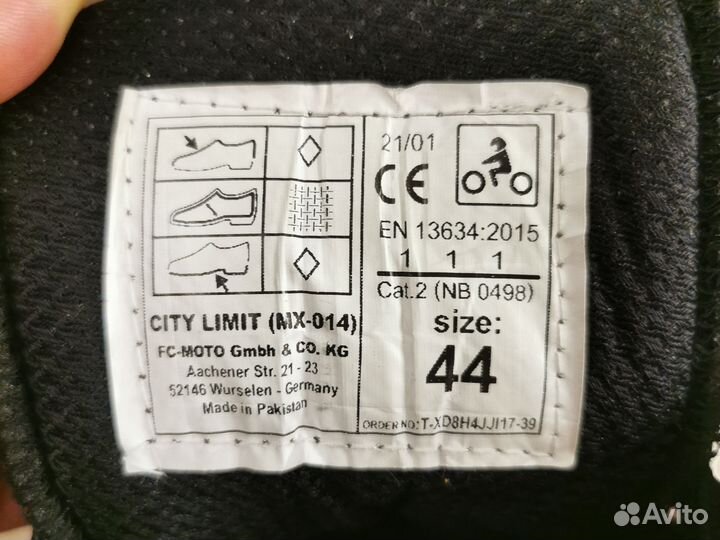 CITY LIMIT (MX-014)
FC-MOTO Gmbh & CO. KG
Aachener Str. 21 - 23
52146 Wurselen - Germany
Made in Pakistan
21/01
CE
EN 13634:2015
1 1 1
Cat.2 (NB 0498)
size:
44
ORDER NO: T-XD8H4JJI17-39
Avito